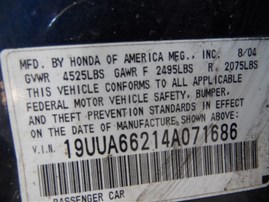 MFD. BY HONDA OF AMERICA MFG., INC. 8/04
GVWR 4525LBS GAWR F 2495LBS R. 2075LBS
THIS VEHICLE CONFORMS TO ALL APPLICABLE
FEDERAL MOTOR VEHICLE SAFETY, BUMPER,
AND THEFT PREVENTION STANDARDS IN EFFECT
ON THE DATE OF MANUFACTURE SHOWN ABOVE.
V.I.N. 19UUA66214A071686
PASSENGER CAR